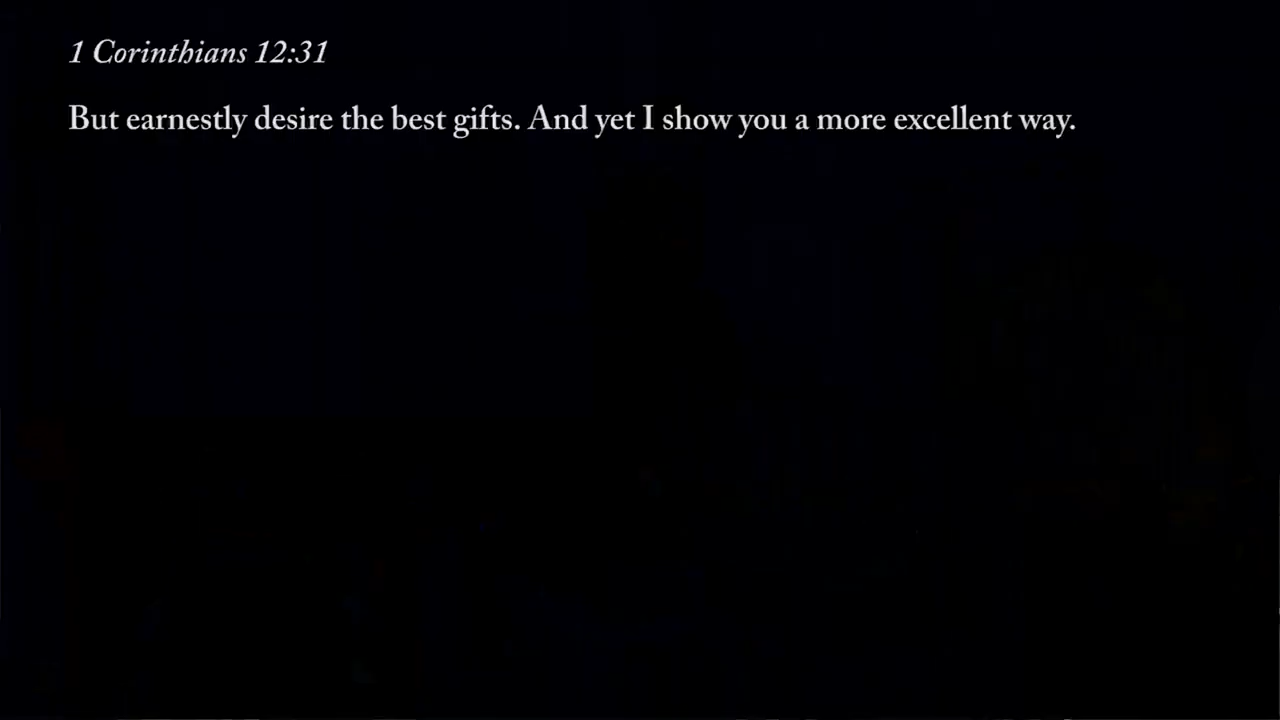 1 Corinthians 12:31
But earnestly desire the best gifts. And yet I show you a more excellent way.